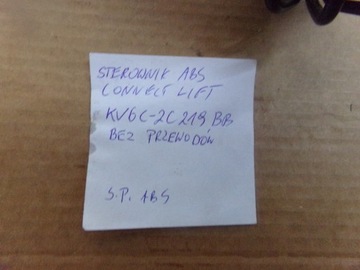 STEROWNIK ABS
CONNECT LIFT
KV6C-2C219 BB
BEZ PRZEWODÓW
S.P. ABS